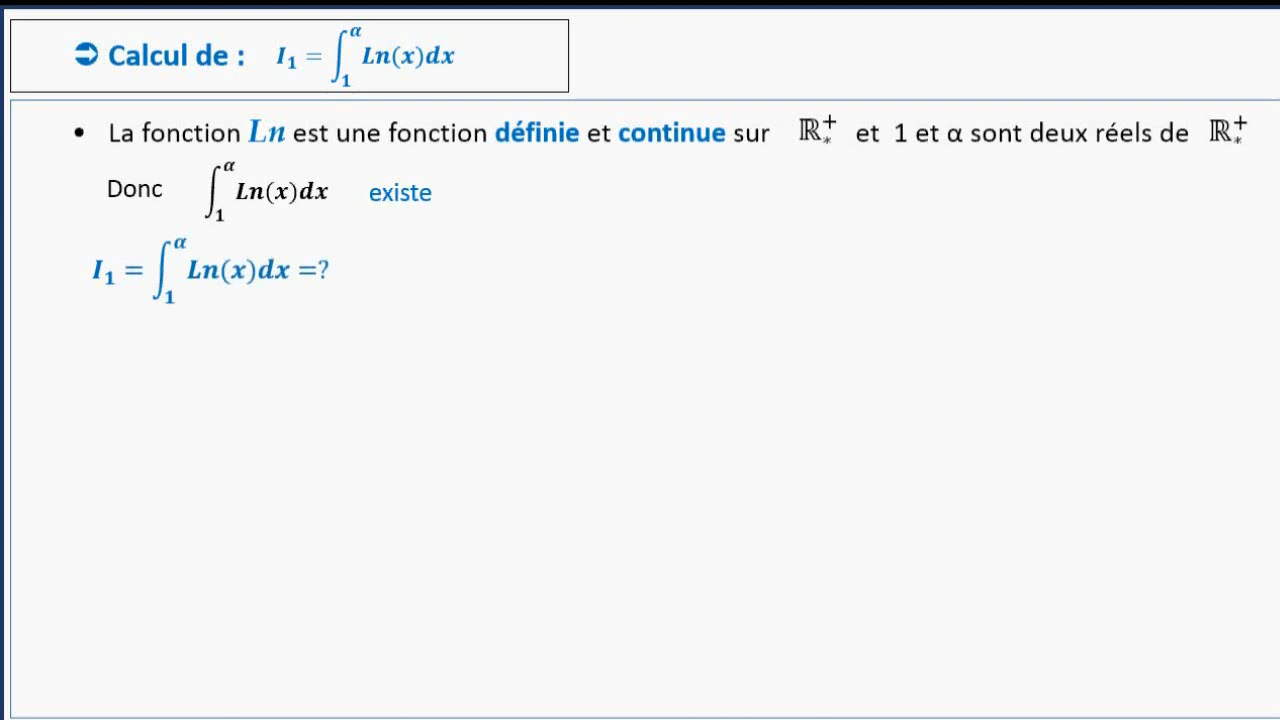 ➲ Calcul de : I₁ = ∫₁^α Ln(x)dx
• La fonction Ln est une fonction définie et continue sur ℝ₊* et 1 et α sont deux réels de ℝ₊*
Donc ∫₁^α Ln(x)dx existe
I₁ = ∫₁^α Ln(x)dx =?